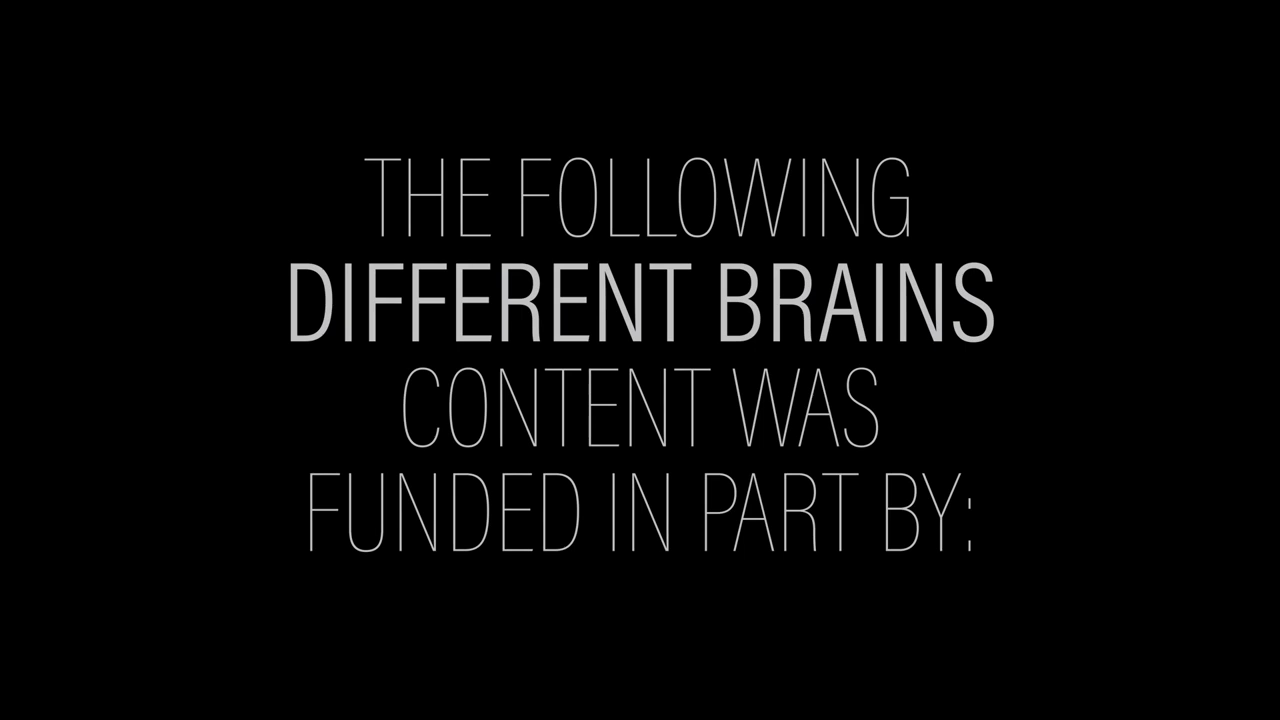 THE FOLLOWING
DIFFERENT BRAINS
CONTENT WAS
FUNDED IN PART BY: